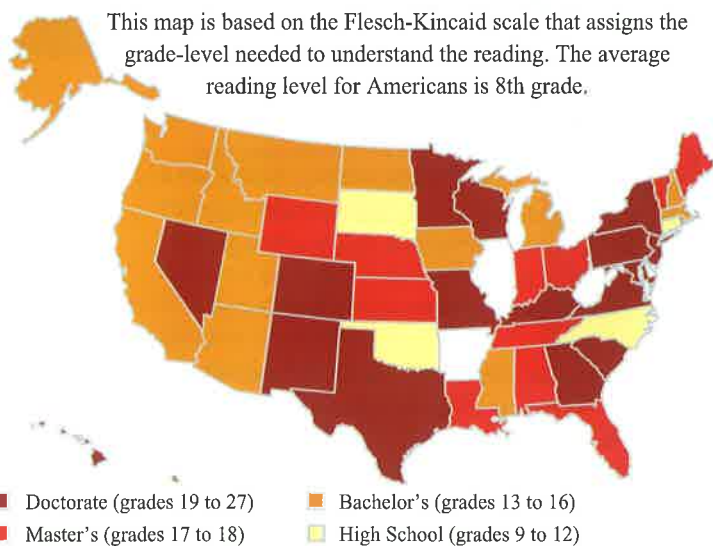 This map is based on the Flesch-Kincaid scale that assigns the
grade-level needed to understand the reading. The average
reading level for Americans is 8th grade.
Doctorate (grades 19 to 27)
Bachelor's (grades 13 to 16)
Master's (grades 17 to 18)
High School (grades 9 to 12)